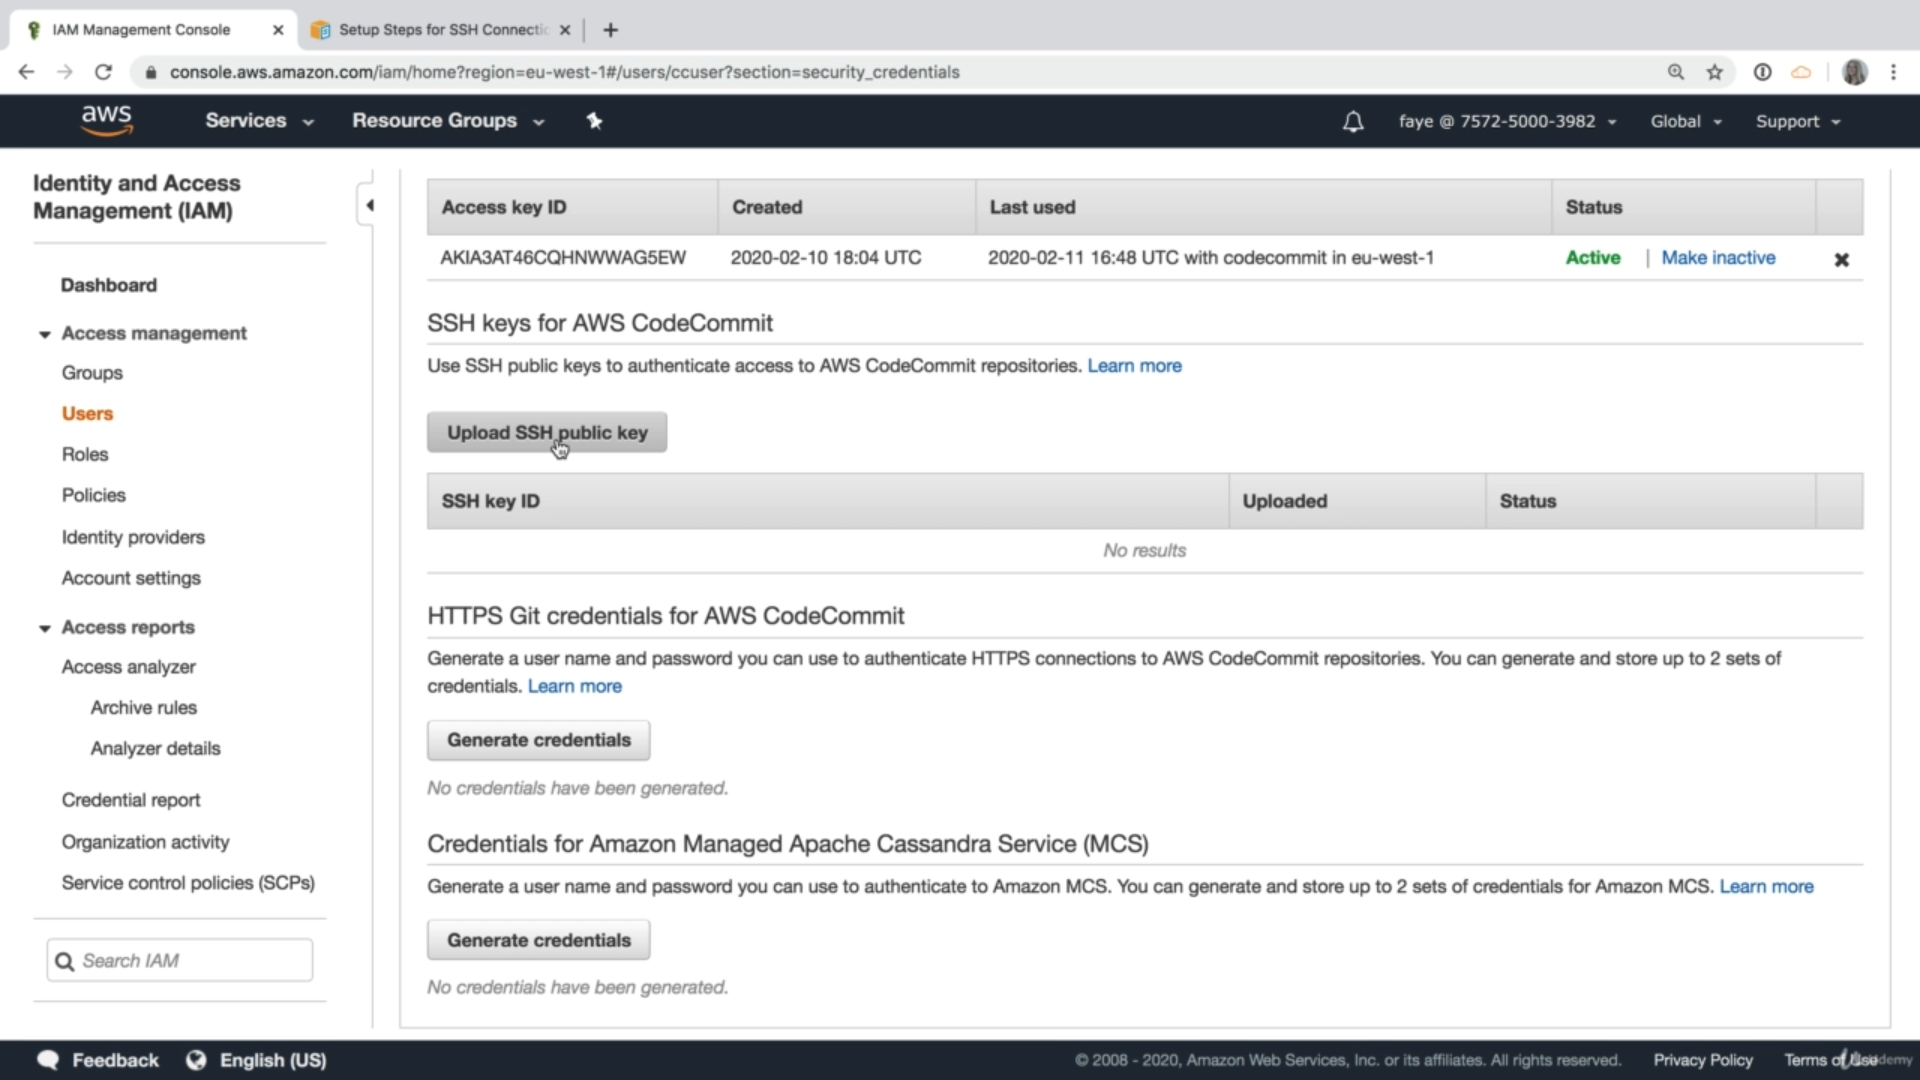 IAM Management Console
Setup Steps for SSH Connectic
console.aws.amazon.com/iam/home?region=eu-west-1#/users/ccuser?section=security_credentials
aws
Services
Resource Groups
faye @ 7572-5000-3982
Global
Support
Identity and Access
Management (IAM)
Dashboard
Access management
Groups
Users
Roles
Policies
Identity providers
Account settings
Access reports
Access analyzer
Archive rules
Analyzer details
Credential report
Organization activity
Service control policies (SCPs)
Search IAM
Access key ID Created Last used Status
AKIA3AT46CQHNWWAG5EW 2020-02-10 18:04 UTC 2020-02-11 16:48 UTC with codecommit in eu-west-1 Active | Make inactive
SSH keys for AWS CodeCommit
Use SSH public keys to authenticate access to AWS CodeCommit repositories. Learn more
Upload SSH public key
SSH key ID Uploaded Status
No results
HTTPS Git credentials for AWS CodeCommit
Generate a user name and password you can use to authenticate HTTPS connections to AWS CodeCommit repositories. You can generate and store up to 2 sets of
credentials. Learn more
Generate credentials
No credentials have been generated.
Credentials for Amazon Managed Apache Cassandra Service (MCS)
Generate a user name and password you can use to authenticate to Amazon MCS. You can generate and store up to 2 sets of credentials for Amazon MCS. Learn more
Generate credentials
No credentials have been generated.
Feedback
English (US)
© 2008 - 2020, Amazon Web Services, Inc. or its affiliates. All rights reserved.
Privacy Policy
Terms of Use